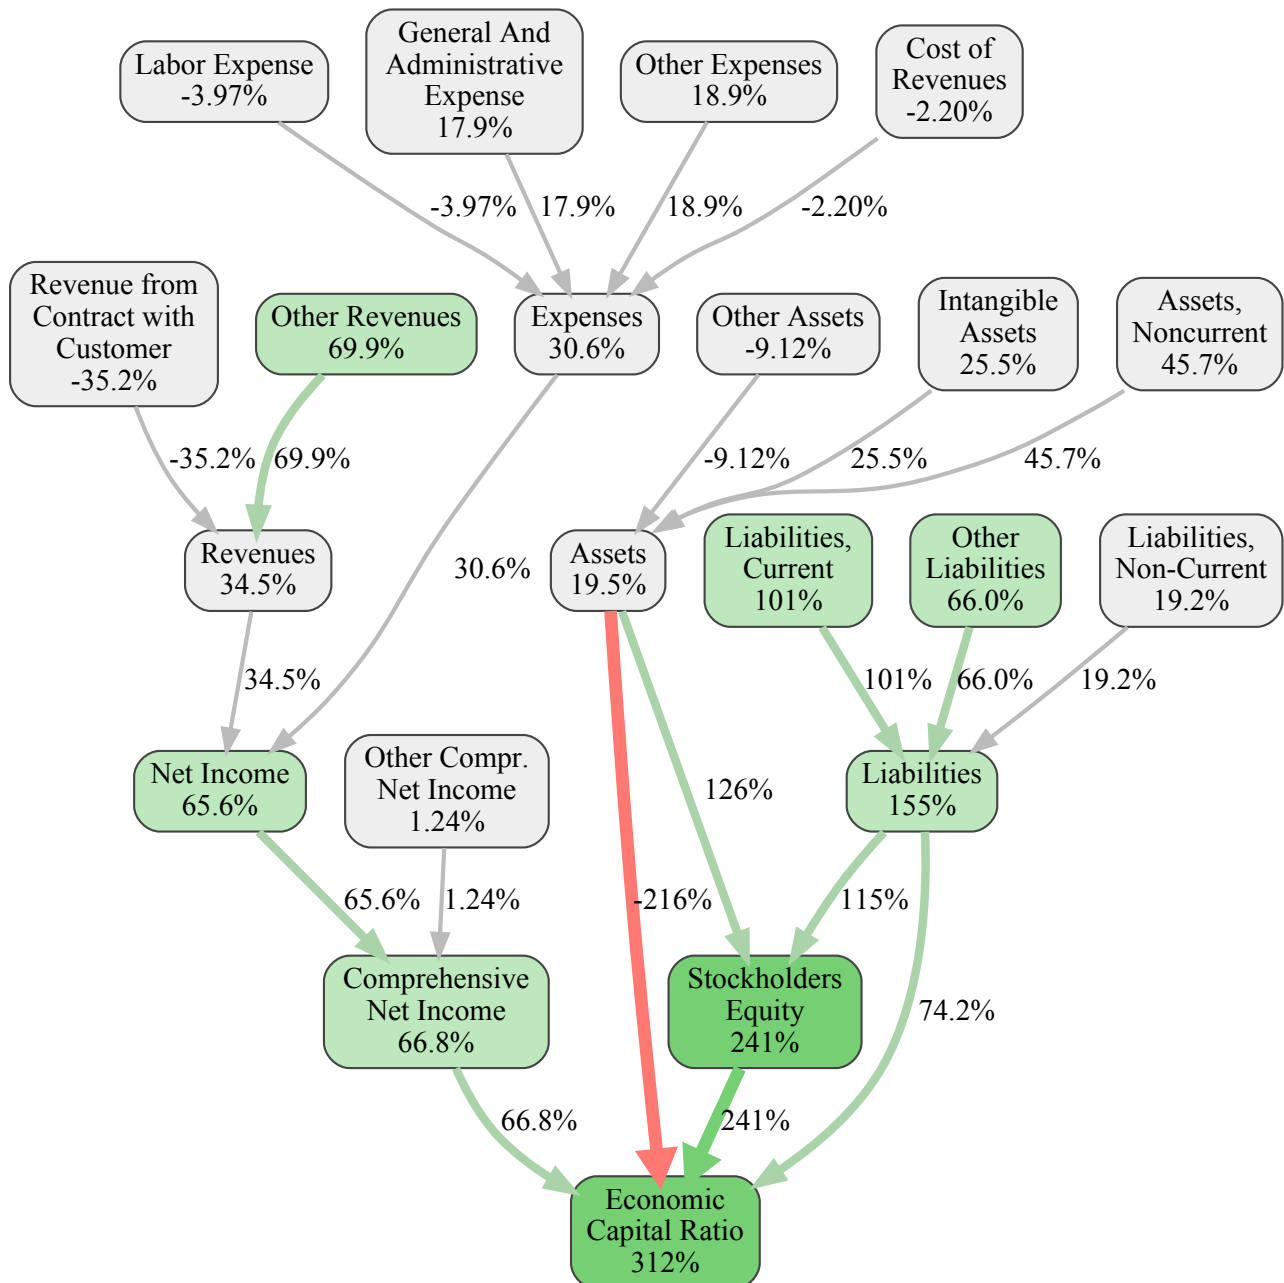 Labor Expense
-3.97%
General And
Administrative
Expense
17.9%
Other Expenses
18.9%
Cost of
Revenues
-2.20%
-3.97%
17.9%
18.9%
-2.20%
Revenue from
Contract with
Customer
-35.2%
Other Revenues
69.9%
Expenses
30.6%
Other Assets
-9.12%
Intangible
Assets
25.5%
Assets,
Noncurrent
45.7%
-35.2%
69.9%
-9.12%
25.5%
45.7%
Revenues
34.5%
30.6%
Assets
19.5%
Liabilities,
Current
101%
Other
Liabilities
66.0%
Liabilities,
Non-Current
19.2%
34.5%
101%
66.0%
19.2%
Net Income
65.6%
Other Compr.
Net Income
1.24%
126%
Liabilities
155%
65.6%
1.24%
-216%
115%
Comprehensive
Net Income
66.8%
Stockholders
Equity
241%
74.2%
66.8%
241%
Economic
Capital Ratio
312%